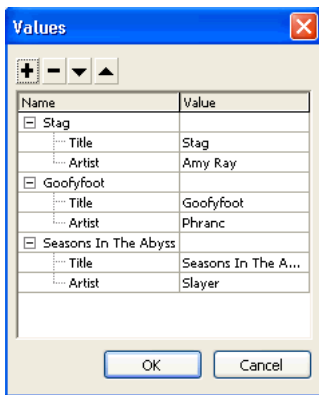 Values
Name Value
Stag
Title Stag
Artist Amy Ray
Goofyfoot
Title Goofyfoot
Artist Phranc
Seasons In The Abyss
Title Seasons In The A...
Artist Slayer
OK Cancel